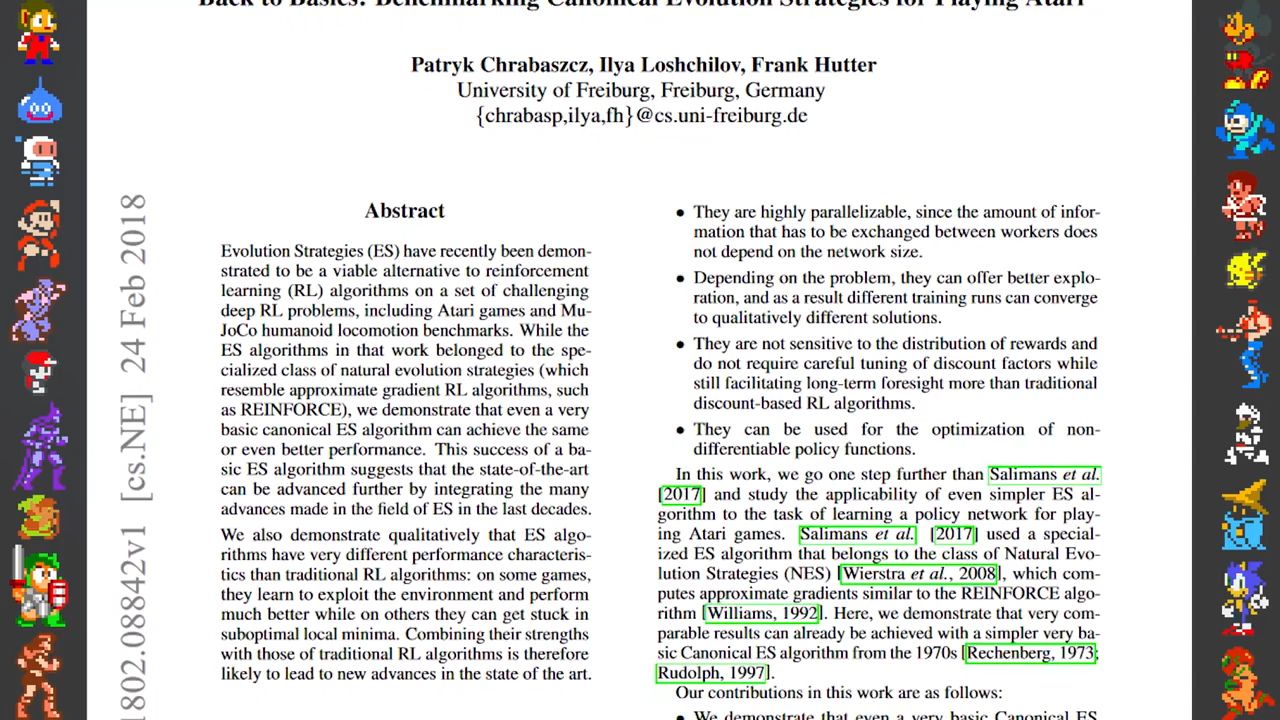 Back to Basics: Benchmarking Canonical Evolution Strategies for Playing Atari
Patryk Chrabaszcz, Ilya Loshchilov, Frank Hutter
University of Freiburg, Freiburg, Germany
{chrabasp,ilya,fh}@cs.uni-freiburg.de
1802.08842v1 [cs.NE] 24 Feb 2018
Abstract
Evolution Strategies (ES) have recently been demon-
strated to be a viable alternative to reinforcement
learning (RL) algorithms on a set of challenging
deep RL problems, including Atari games and Mu-
JoCo humanoid locomotion benchmarks. While the
ES algorithms in that work belonged to the spe-
cialized class of natural evolution strategies (which
resemble approximate gradient RL algorithms, such
as REINFORCE), we demonstrate that even a very
basic canonical ES algorithm can achieve the same
or even better performance. This success of a ba-
sic ES algorithm suggests that the state-of-the-art
can be advanced further by integrating the many
advances made in the field of ES in the last decades.
We also demonstrate qualitatively that ES algo-
rithms have very different performance characteris-
tics than traditional RL algorithms: on some games,
they learn to exploit the environment and perform
much better while on others they can get stuck in
suboptimal local minima. Combining their strengths
with those of traditional RL algorithms is therefore
likely to lead to new advances in the state of the art.
• They are highly parallelizable, since the amount of infor-
mation that has to be exchanged between workers does
not depend on the network size.
• Depending on the problem, they can offer better explo-
ration, and as a result different training runs can converge
to qualitatively different solutions.
• They are not sensitive to the distribution of rewards and
do not require careful tuning of discount factors while
still facilitating long-term foresight more than traditional
discount-based RL algorithms.
• They can be used for the optimization of non-
differentiable policy functions.
In this work, we go one step further than Salimans et al.
[2017] and study the applicability of even simpler ES al-
gorithm to the task of learning a policy network for play-
ing Atari games. Salimans et al. [2017] used a special-
ized ES algorithm that belongs to the class of Natural Evo-
lution Strategies (NES) [Wierstra et al., 2008], which com-
putes approximate gradients similar to the REINFORCE algo-
rithm [Williams, 1992]. Here, we demonstrate that very com-
parable results can already be achieved with a simpler very ba-
sic Canonical ES algorithm from the 1970s [Rechenberg, 1973;
Rudolph, 1997].
Our contributions in this work are as follows:
• We demonstrate that even a very basic Canonical ES